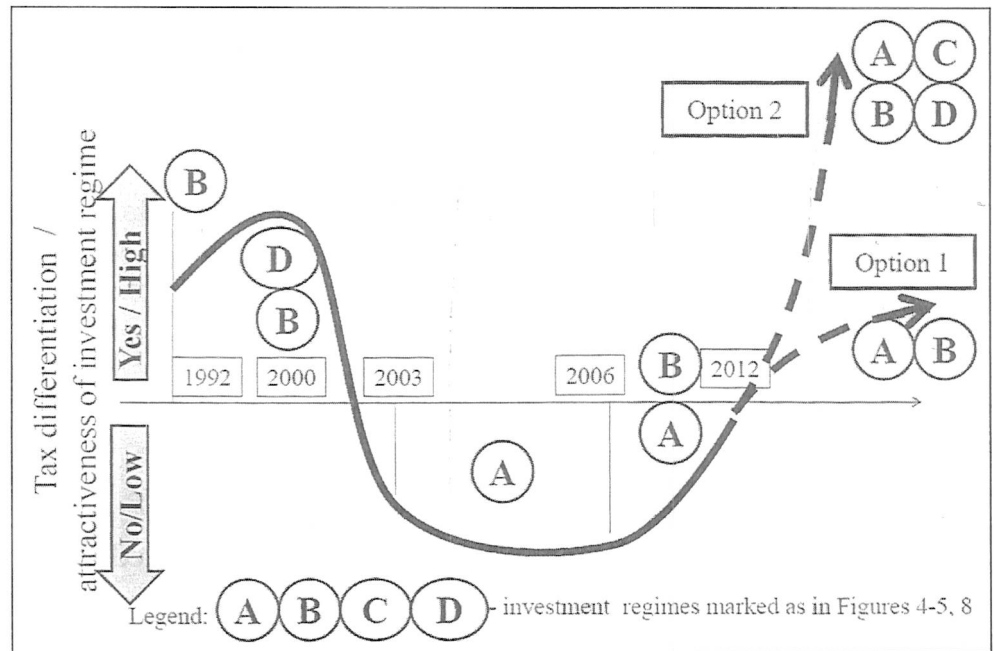 A C
Option 2
B D
B
Tax differentiation /
attractiveness of investment regime
Yes / High
D
Option 1
B
A B
1992 2000 2003 2006 B 2012
A
A
No/Low
Legend: A B C D - investment regimes marked as in Figures 4-5, 8